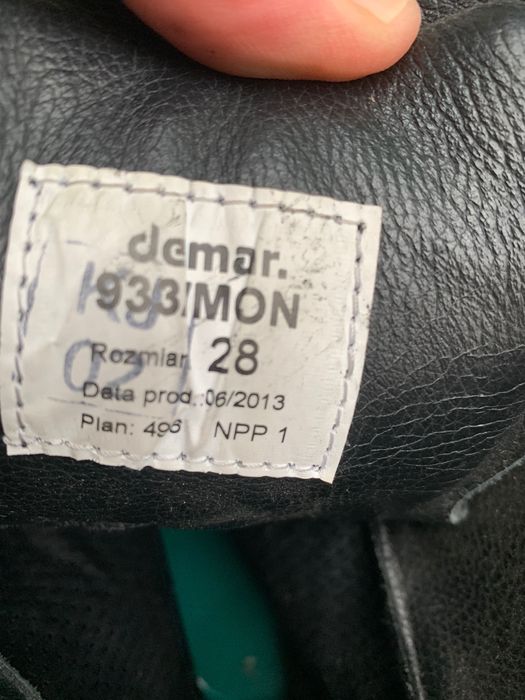 demar.
933/MON
Rozmiar 28
Data prod.:06/2013
Plan: 496 NPP 1